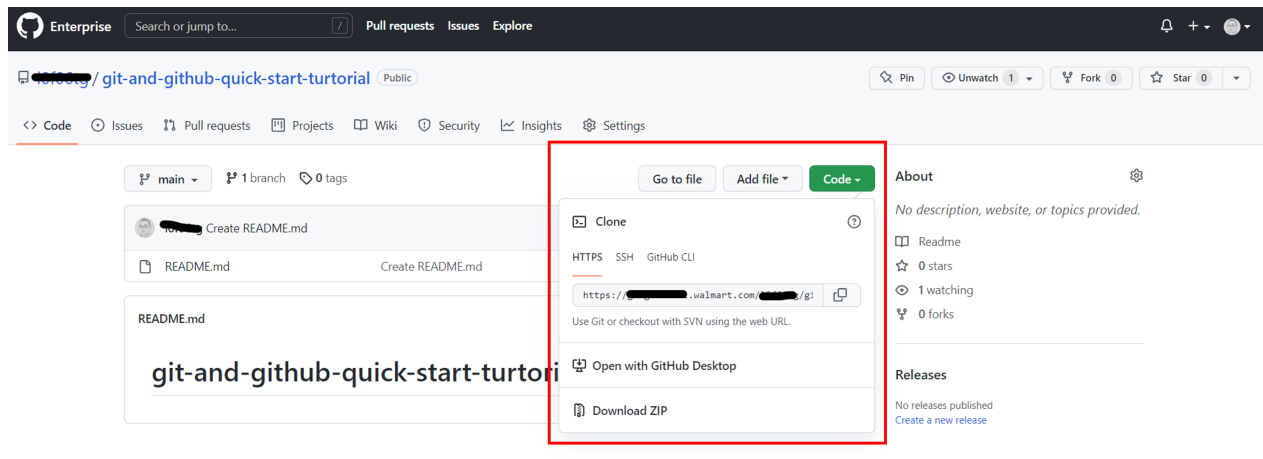 Enterprise Search or jump to... / Pull requests Issues Explore
/ git-and-github-quick-start-turtorial Public
Pin Unwatch 1 Fork 0 Star 0
Code Issues Pull requests Projects Wiki Security Insights Settings
main 1 branch 0 tags Go to file Add file Code
Create README.md
README.md Create README.md
README.md
git-and-github-quick-start-turtori
Clone
HTTPS SSH GitHub CLI
https:// .walmart.com/ /gi
Use Git or checkout with SVN using the web URL.
Open with GitHub Desktop
Download ZIP
About
No description, website, or topics provided.
Readme
0 stars
1 watching
0 forks
Releases
No releases published
Create a new release